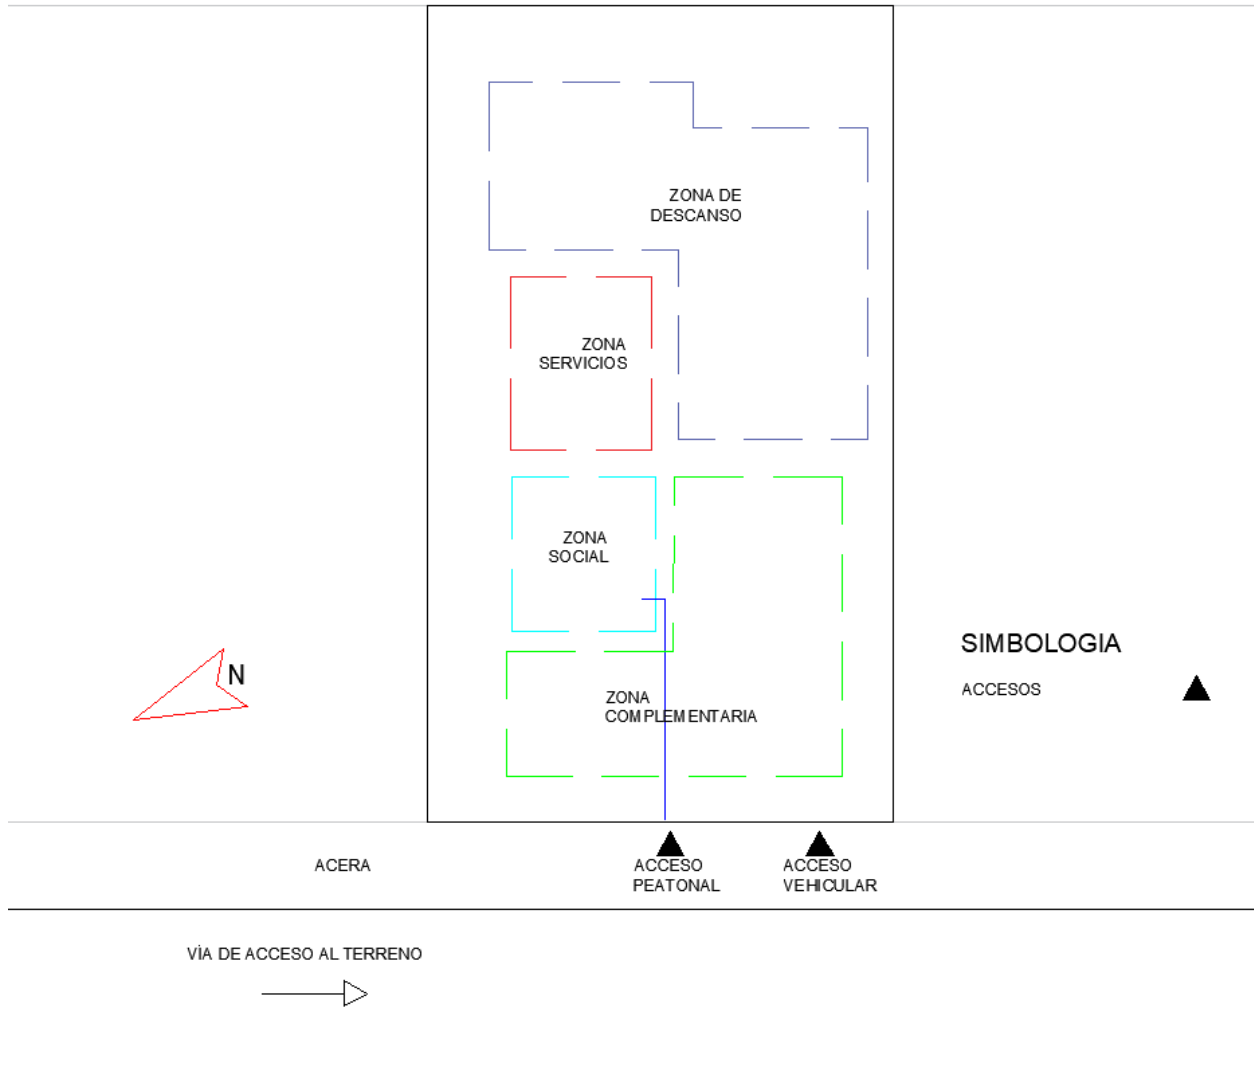 ZONA DE
DESCANSO
ZONA
SERVICIOS
ZONA
SOCIAL
N
SIMBOLOGIA
ACCESOS
ZONA
COMPLEMENTARIA
ACERA
ACCESO
PEATONAL
ACCESO
VEHICULAR
VÌA DE ACCESO AL TERRENO